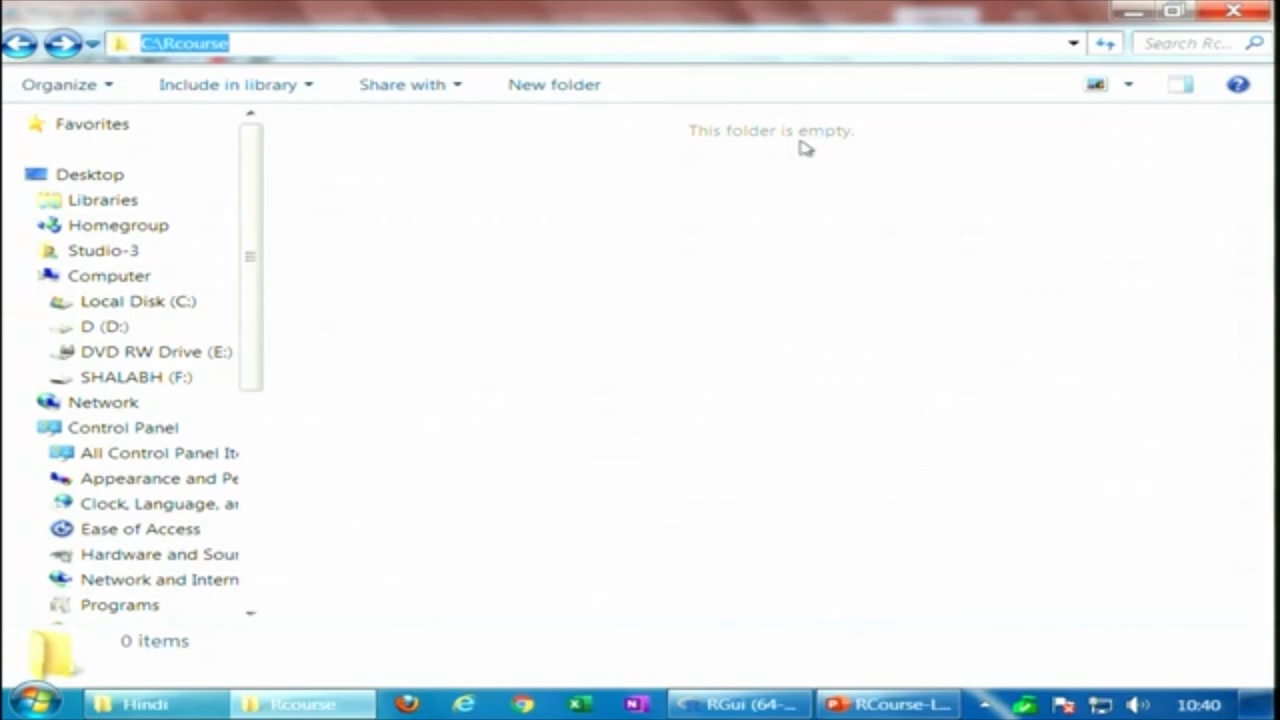 C:\Rcourse
Search Rc...
Organize
Include in library
Share with
New folder
Favorites
Desktop
Libraries
Homegroup
Studio-3
Computer
Local Disk (C:)
D (D:)
DVD RW Drive (E:)
SHALABH (F:)
Network
Control Panel
All Control Panel It
Appearance and Pe
Clock, Language, ar
Ease of Access
Hardware and Sour
Network and Intern
Programs
This folder is empty.
0 items
Hindi
Rcourse
RGui (64-...
RCourse-L...
10:40